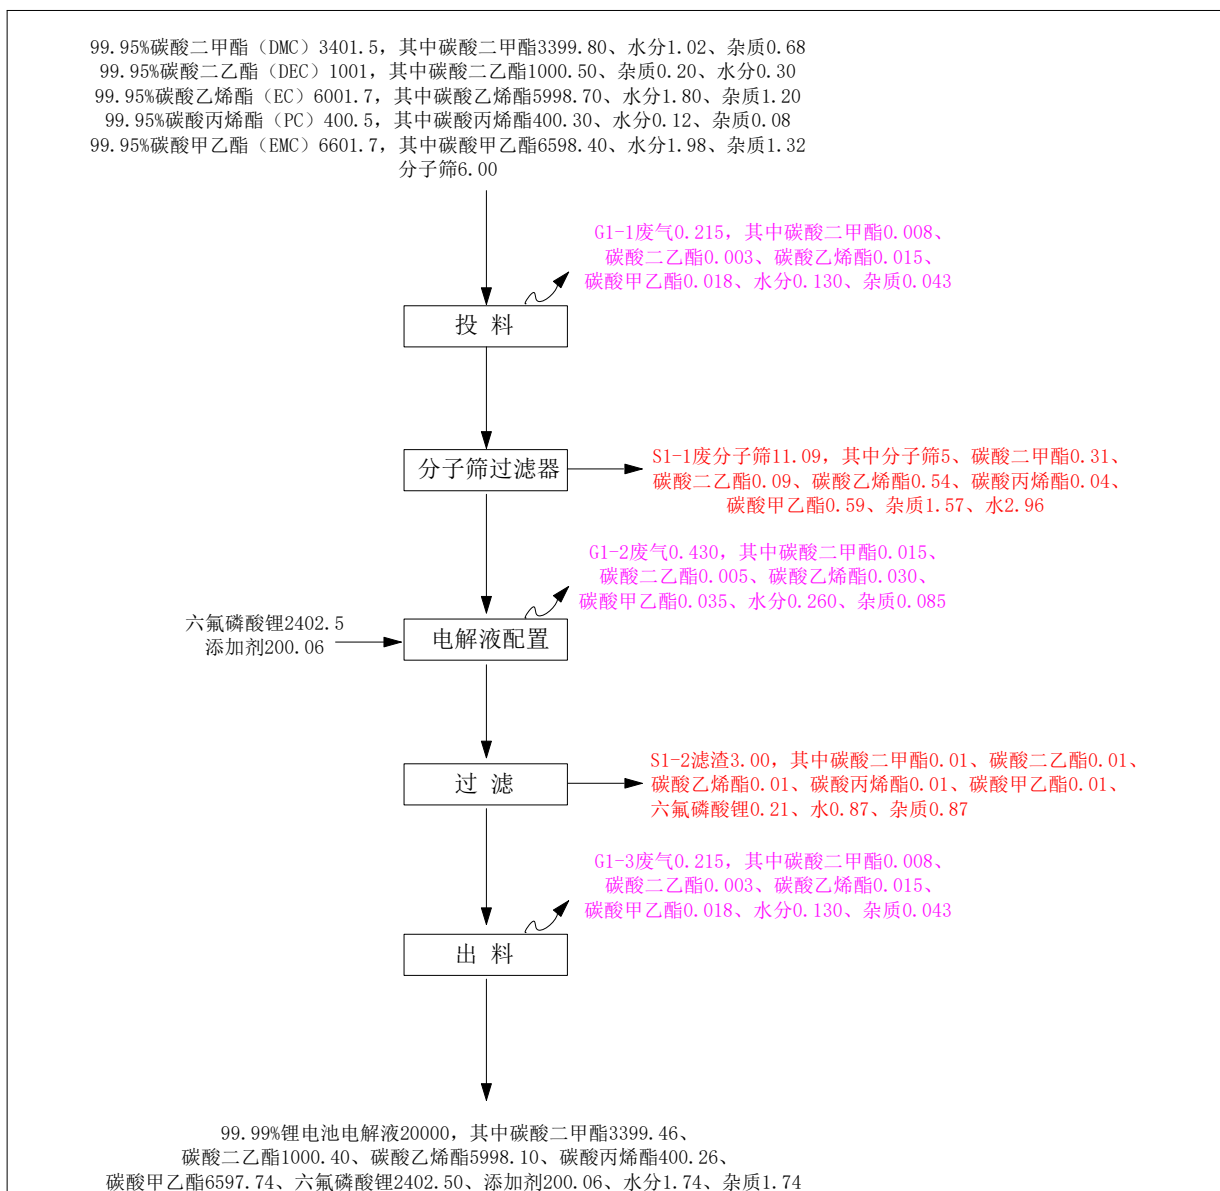 99.95%碳酸二甲酯（DMC）3401.5，其中碳酸二甲酯3399.80、水分1.02、杂质0.68
99.95%碳酸二乙酯（DEC）1001，其中碳酸二乙酯1000.50、杂质0.20、水分0.30
99.95%碳酸乙烯酯（EC）6001.7，其中碳酸乙烯酯5998.70、水分1.80、杂质1.20
99.95%碳酸丙烯酯（PC）400.5，其中碳酸丙烯酯400.30、水分0.12、杂质0.08
99.95%碳酸甲乙酯（EMC）6601.7，其中碳酸甲乙酯6598.40、水分1.98、杂质1.32
分子筛6.00
G1-1废气0.215，其中碳酸二甲酯0.008、
碳酸二乙酯0.003、碳酸乙烯酯0.015、
碳酸甲乙酯0.018、水分0.130、杂质0.043
投 料
分子筛过滤器
S1-1废分子筛11.09，其中分子筛5、碳酸二甲酯0.31、
碳酸二乙酯0.09、碳酸乙烯酯0.54、碳酸丙烯酯0.04、
碳酸甲乙酯0.59、杂质1.57、水2.96
G1-2废气0.430，其中碳酸二甲酯0.015、
碳酸二乙酯0.005、碳酸乙烯酯0.030、
碳酸甲乙酯0.035、水分0.260、杂质0.085
六氟磷酸锂2402.5
添加剂200.06
电解液配置
过 滤
S1-2滤渣3.00，其中碳酸二甲酯0.01、碳酸二乙酯0.01、
碳酸乙烯酯0.01、碳酸丙烯酯0.01、碳酸甲乙酯0.01、
六氟磷酸锂0.21、水0.87、杂质0.87
G1-3废气0.215，其中碳酸二甲酯0.008、
碳酸二乙酯0.003、碳酸乙烯酯0.015、
碳酸甲乙酯0.018、水分0.130、杂质0.043
出 料
99.99%锂电池电解液20000，其中碳酸二甲酯3399.46、
碳酸二乙酯1000.40、碳酸乙烯酯5998.10、碳酸丙烯酯400.26、
碳酸甲乙酯6597.74、六氟磷酸锂2402.50、添加剂200.06、水分1.74、杂质1.74